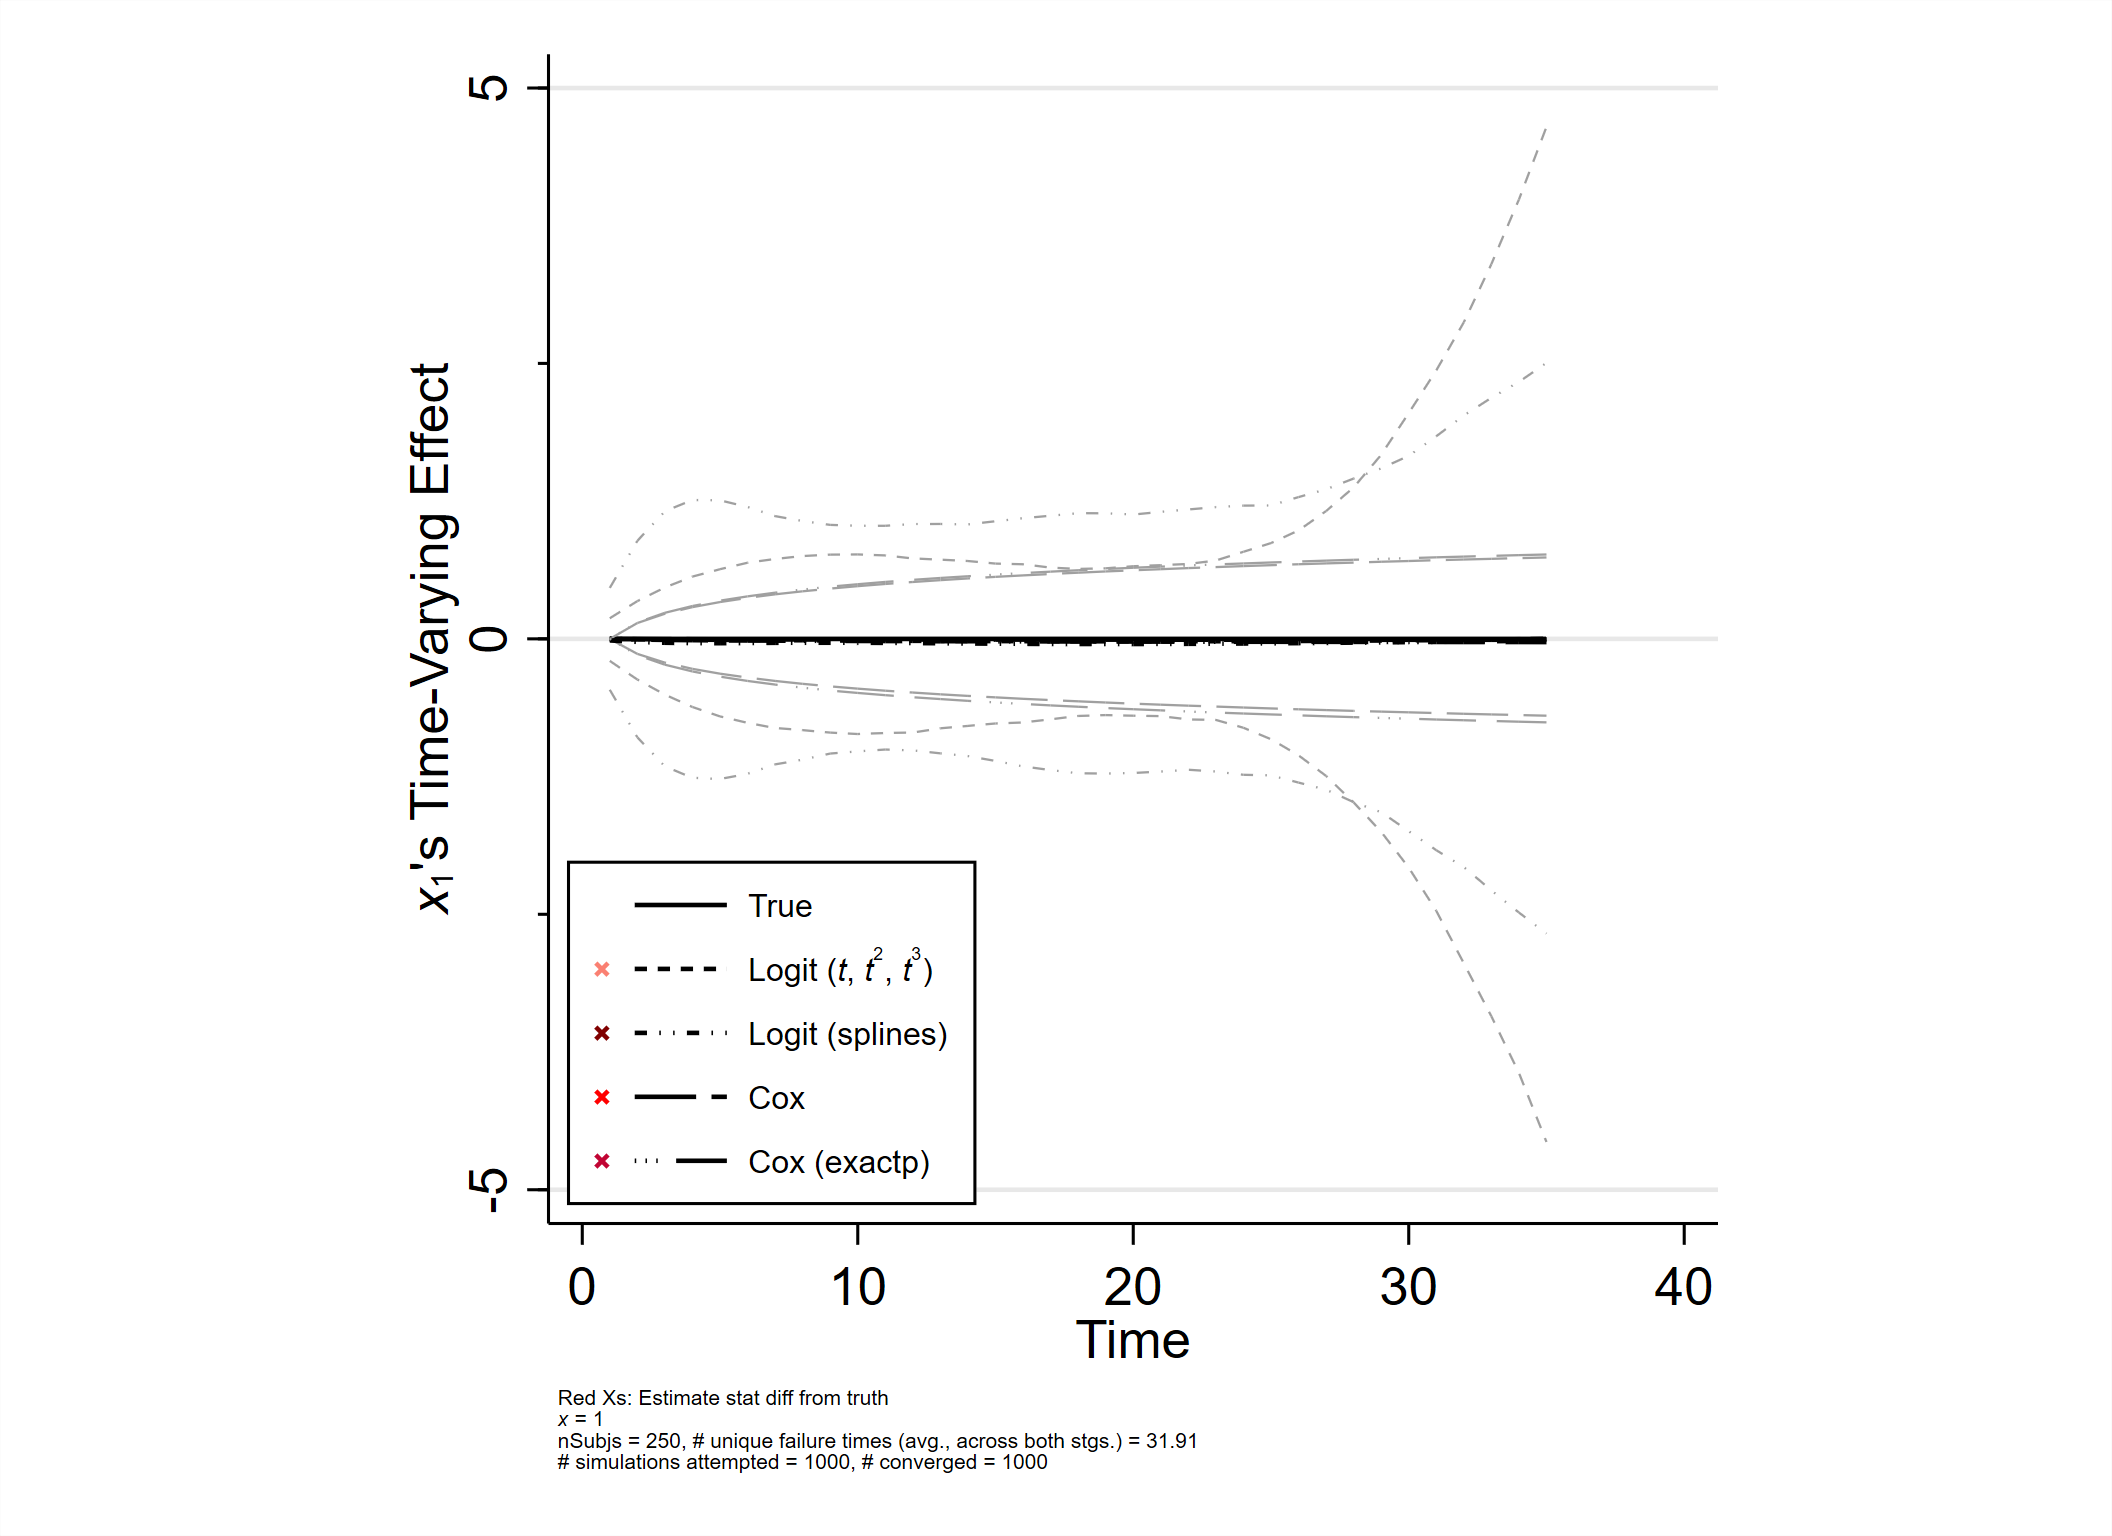 x₁'s Time-Varying Effect
5
0
-5
True
Logit (t, t², t³)
Logit (splines)
Cox
Cox (exactp)
0 10 20 30 40
Time
Red Xs: Estimate stat diff from truth
x = 1
nSubjs = 250, # unique failure times (avg., across both stgs.) = 31.91
# simulations attempted = 1000, # converged = 1000